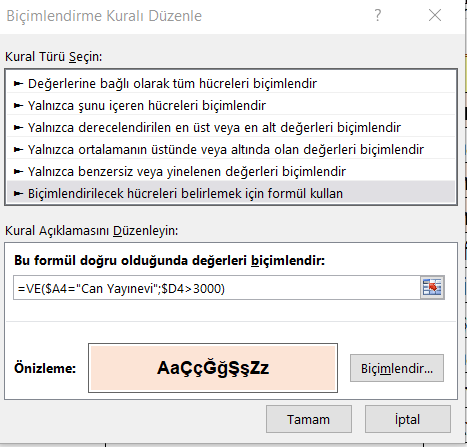 Biçimlendirme Kuralı Düzenle
Kural Türü Seçin:
► Değerlerine bağlı olarak tüm hücreleri biçimlendir
► Yalnızca şunu içeren hücreleri biçimlendir
► Yalnızca derecelendirilen en üst veya en alt değerleri biçimlendir
► Yalnızca ortalamanın üstünde veya altında olan değerleri biçimlendir
► Yalnızca benzersiz veya yinelenen değerleri biçimlendir
► Biçimlendirilecek hücreleri belirlemek için formül kullan
Kural Açıklamasını Düzenleyin:
Bu formül doğru olduğunda değerleri biçimlendir:
=VE($A4="Can Yayınevi";$D4>3000)
Önizleme: AaÇçĞğŞşZz Biçimlendir...
Tamam İptal